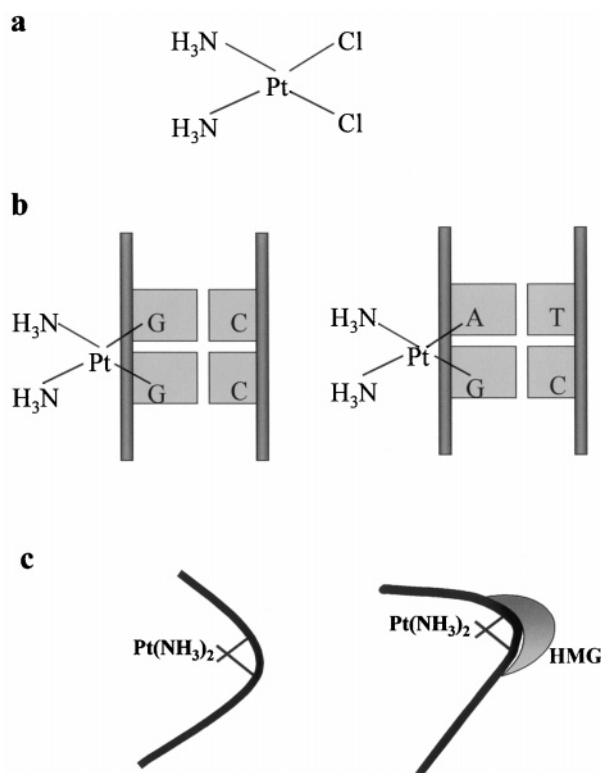 a
H₃N Cl
Pt
H₃N Cl
b
G C A T
H₃N H₃N
Pt Pt
H₃N G C H₃N G C
c
Pt(NH₃)₂ Pt(NH₃)₂
HMG